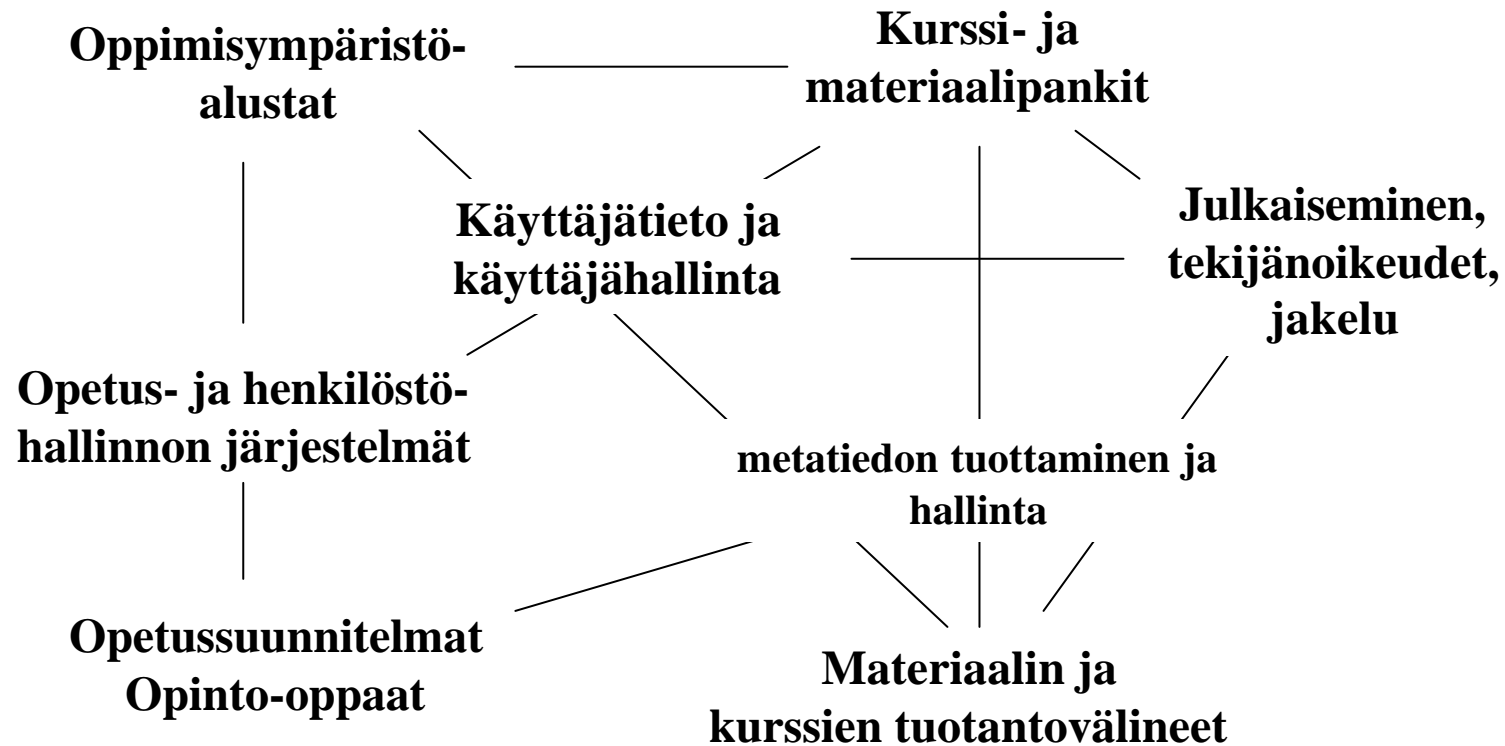 Oppimisympäristö-
alustat
Kurssi- ja
materiaalipankit
Käyttäjätieto ja
käyttäjähallinta
Julkaiseminen,
tekijänoikeudet,
jakelu
Opetus- ja henkilöstö-
hallinnon järjestelmät
metatiedon tuottaminen ja
hallinta
Opetussuunnitelmat
Opinto-oppaat
Materiaalin ja
kurssien tuotantovälineet